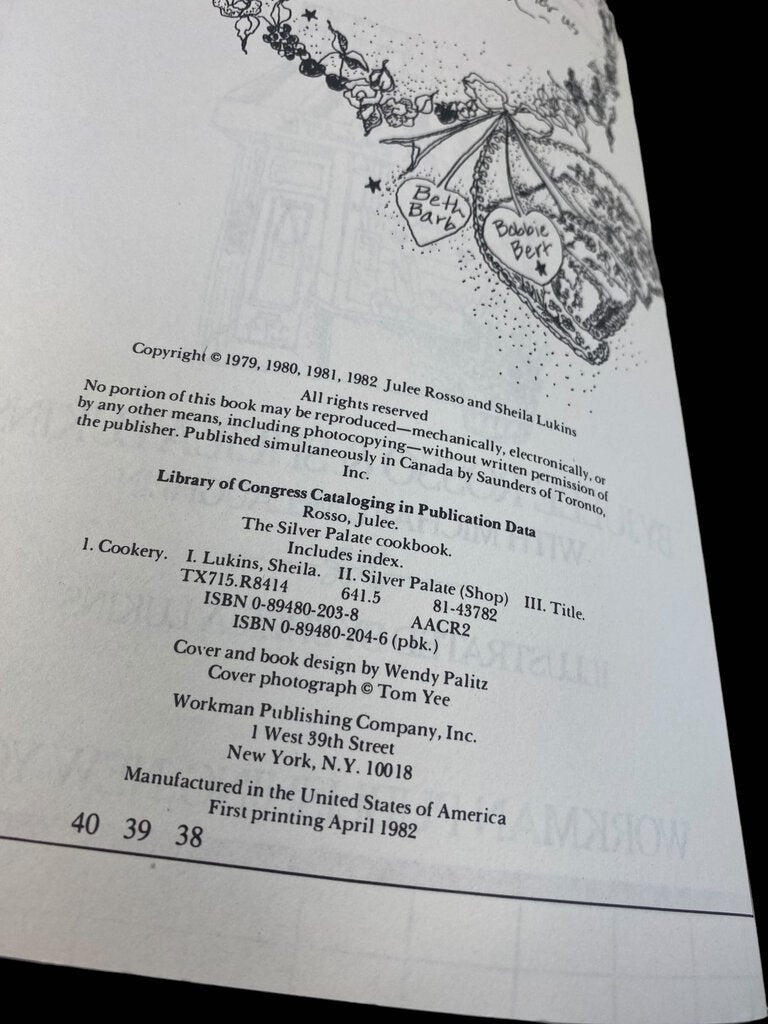 Beth
Barb
Bobbie
Bert
Copyright © 1979, 1980, 1981, 1982 Julee Rosso and Sheila Lukins
All rights reserved
No portion of this book may be reproduced—mechanically, electronically, or
by any other means, including photocopying—without written permission of
the publisher. Published simultaneously in Canada by Saunders of Toronto,
Inc.
Library of Congress Cataloging in Publication Data
Rosso, Julee.
The Silver Palate cookbook.
Includes index.
1. Cookery. I. Lukins, Sheila. II. Silver Palate (Shop) III. Title.
TX715.R8414 641.5 81-43782
ISBN 0-89480-203-8 AACR2
ISBN 0-89480-204-6 (pbk.)
Cover and book design by Wendy Palitz
Cover photograph © Tom Yee
Workman Publishing Company, Inc.
1 West 39th Street
New York, N.Y. 10018
Manufactured in the United States of America
First printing April 1982
40 39 38